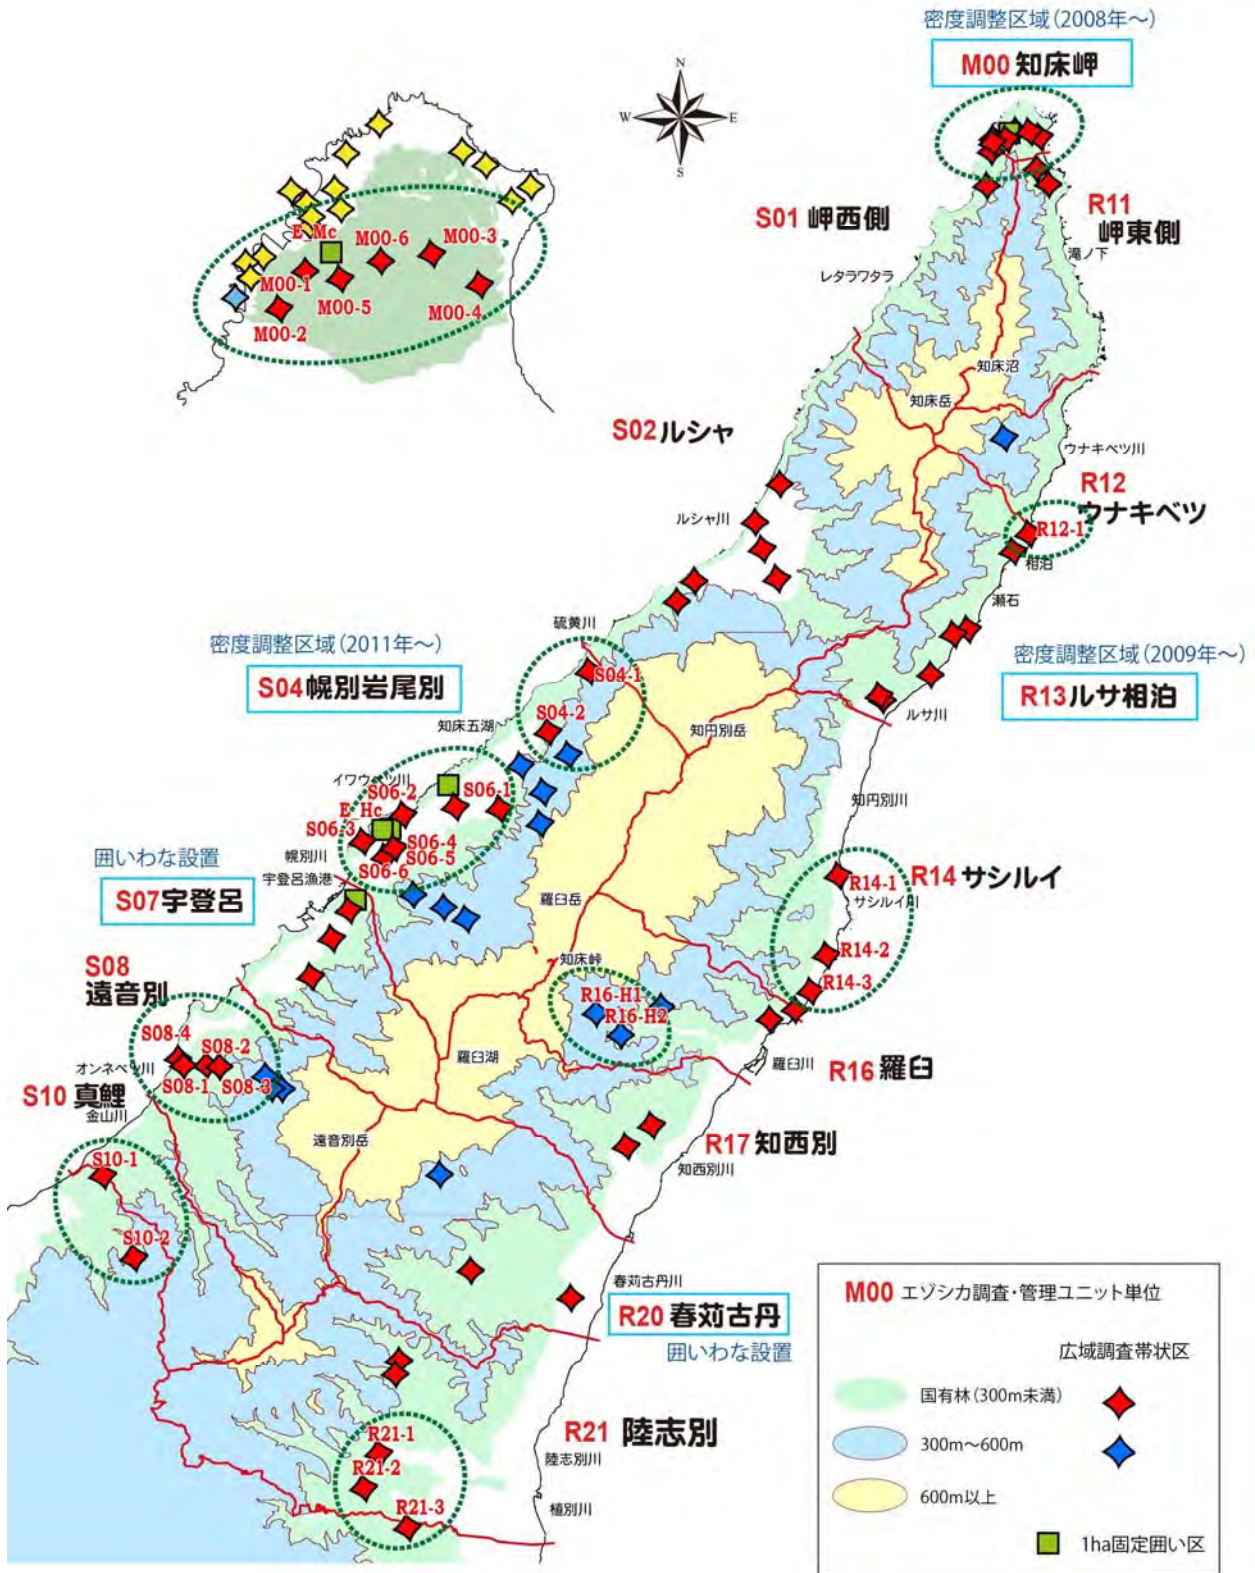 密度調整区域(2008年～)
M00 知床岬
N
W
E
S
S01 岬西側
R11
岬東側
滝ノ下
レタラワタラ
E_Mc
M00-6
M00-3
M00-1
M00-5
M00-4
M00-2
知床沼
知床岳
S02ルシャ
ウナキベツ川
R12
ウナキベツ
R12-1
ルシャ川
相泊
瀬石
硫黄川
密度調整区域(2011年～)
S04幌別岩尾別
密度調整区域(2009年～)
R13ルサ相泊
S04-1
S04-2
ルサ川
知床五湖
知円別岳
イワウベツ川
S06-2
S06-1
E_Hc
S06-3
S06-4
S06-5
S06-6
知円別川
幌別川
宇登呂漁港
囲いわな設置
S07宇登呂
R14 サシルイ
R14-1
サシルイ川
羅臼岳
R14-2
知床峠
R14-3
S08
遠音別
R16-H1
R16-H2
S08-4
S08-2
オンネベツ川
S08-1
S08-3
羅臼湖
羅臼川
R16 羅臼
S10 真鯉
金山川
遠音別岳
R17 知西別
知西別川
S10-1
S10-2
春苅古丹川
R20 春苅古丹
囲いわな設置
R21-1
R21 陸志別
R21-2
陸志別川
R21-3
植別川
M00 エゾシカ調査・管理ユニット単位
広域調査帯状区
国有林(300m未満)
300m～600m
600m以上
1ha固定囲い区